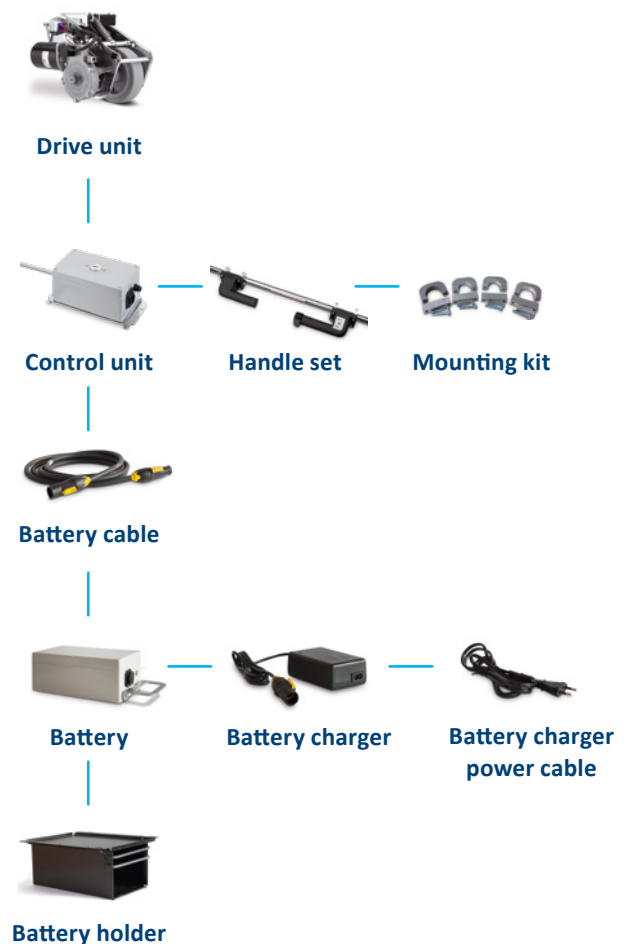 Drive unit
Control unit
Handle set
Mounting kit
Battery cable
Battery
Battery charger
Battery charger
power cable
Battery holder